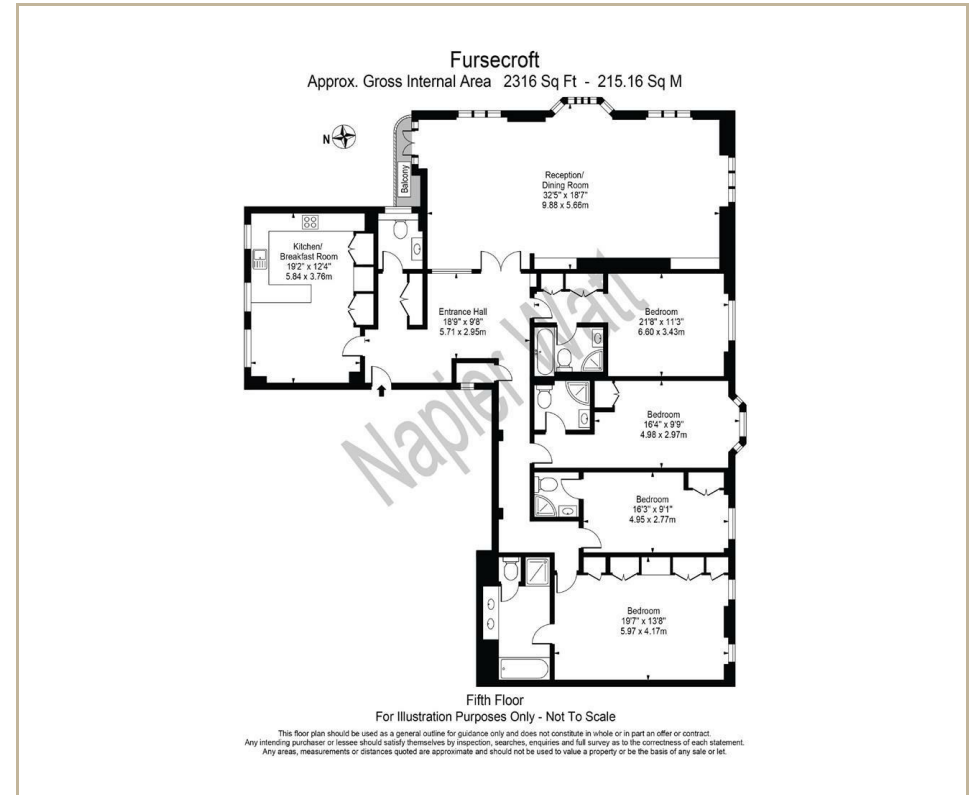 Fursecroft
Approx. Gross Internal Area 2316 Sq Ft - 215.16 Sq M
N
Balcony
Reception/
Dining Room
32'5" x 18'7"
9.88 x 5.66m
Kitchen/
Breakfast Room
19'2" x 12'4"
5.84 x 3.76m
Entrance Hall
18'9" x 9'8"
5.71 x 2.95m
Bedroom
21'8" x 11'3"
6.60 x 3.43m
Bedroom
16'4" x 9'9"
4.98 x 2.97m
Bedroom
16'3" x 9'1"
4.95 x 2.77m
Bedroom
19'7" x 13'8"
5.97 x 4.17m
Napier Watt
Fifth Floor
For Illustration Purposes Only - Not To Scale
This floor plan should be used as a general outline for guidance only and does not constitute in whole or in part an offer or contract.
Any intending purchaser or lessee should satisfy themselves by inspection, searches, enquiries and full survey as to the correctness of each statement.
Any areas, measurements or distances quoted are approximate and should not be used to value a property or be the basis of any sale or let.